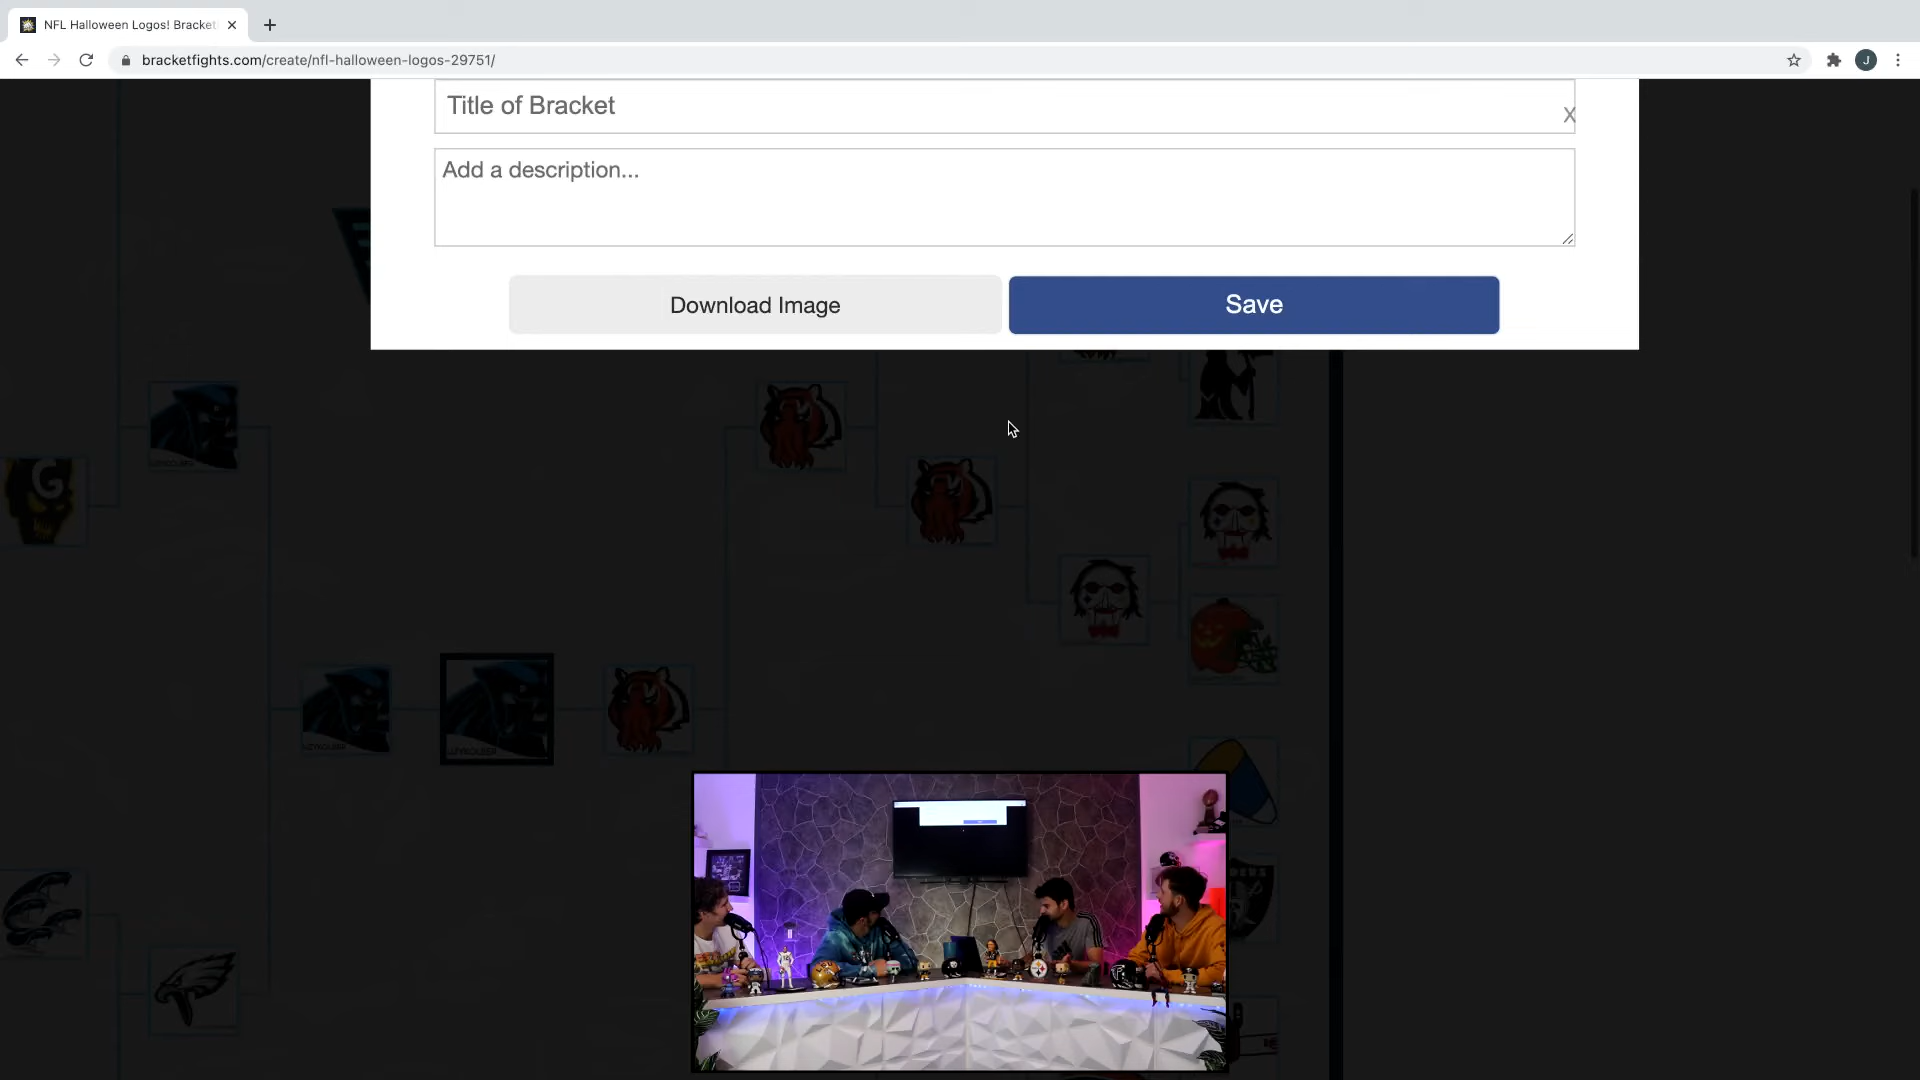 NFL Halloween Logos! Bracket
bracketfights.com/create/nfl-halloween-logos-29751/
J
Title of Bracket
X
Add a description...
Download Image
Save
G